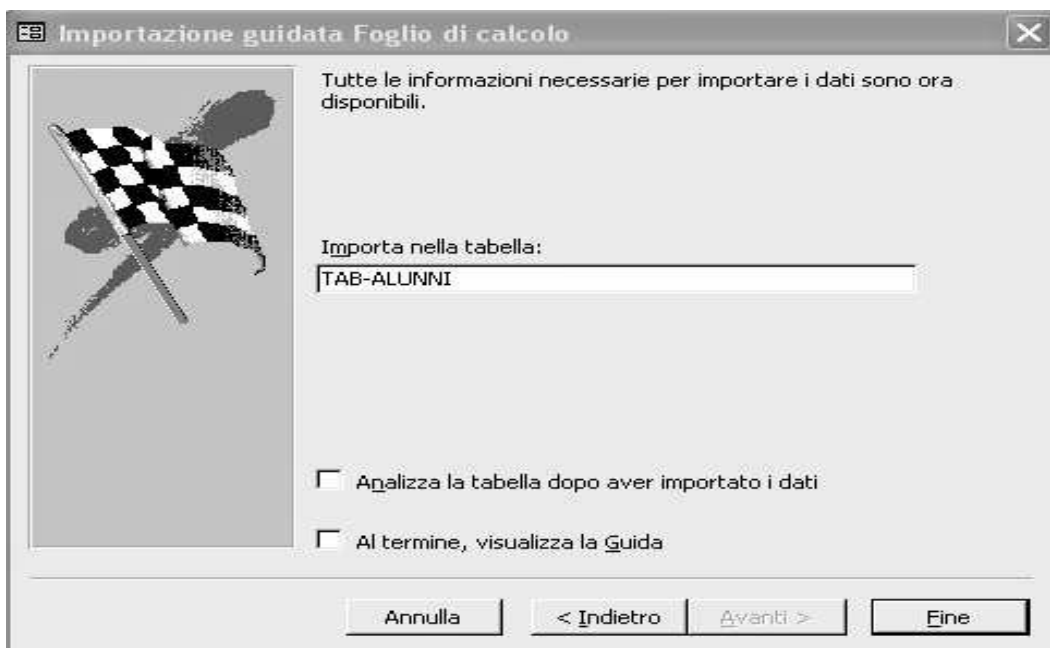 Importazione guidata Foglio di calcolo
Tutte le informazioni necessarie per importare i dati sono ora
disponibili.
Importa nella tabella:
TAB-ALUNNI
Analizza la tabella dopo aver importato i dati
Al termine, visualizza la Guida
Annulla
< Indietro
Avanti >
Fine